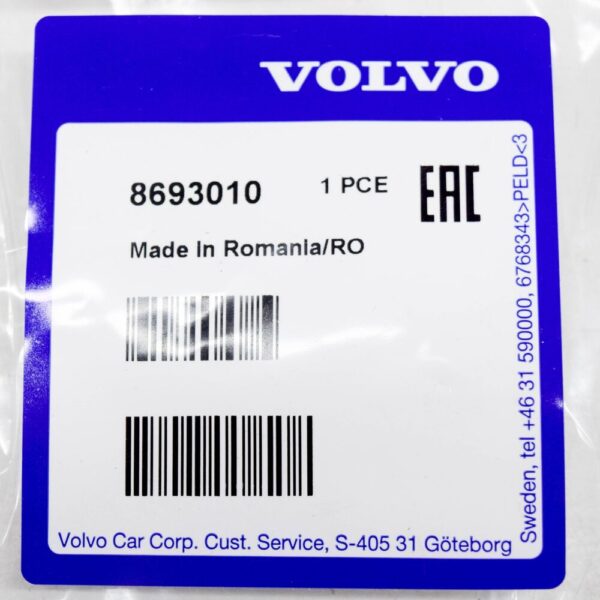 VOLVO
8693010 1 PCE EAC
Made In Romania/RO
Volvo Car Corp. Cust. Service, S-405 31 Göteborg
Sweden, tel +46 31 590000, 6768343>PELD<3